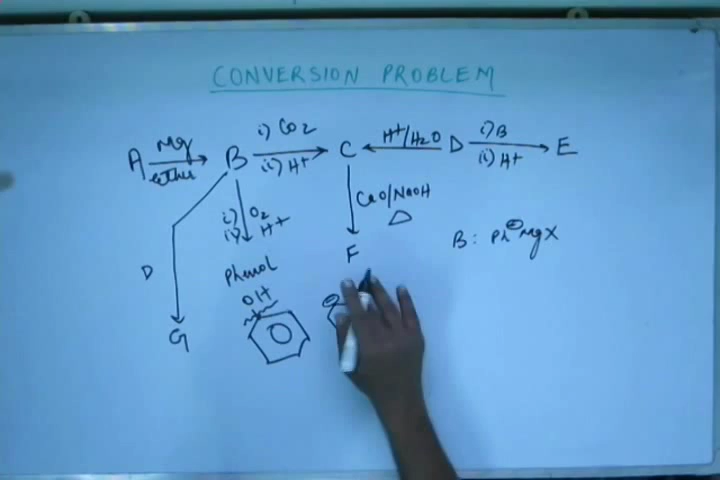 CONVERSION PROBLEM
A Mg ether B i) CO2 ii) H+ C H+/H2O D i) B ii) H+ E
i) O2
ii) H+
CaO/NaOH
Δ
B: Ph⊖MgX
D
F
Phenol
OH
G
⊖